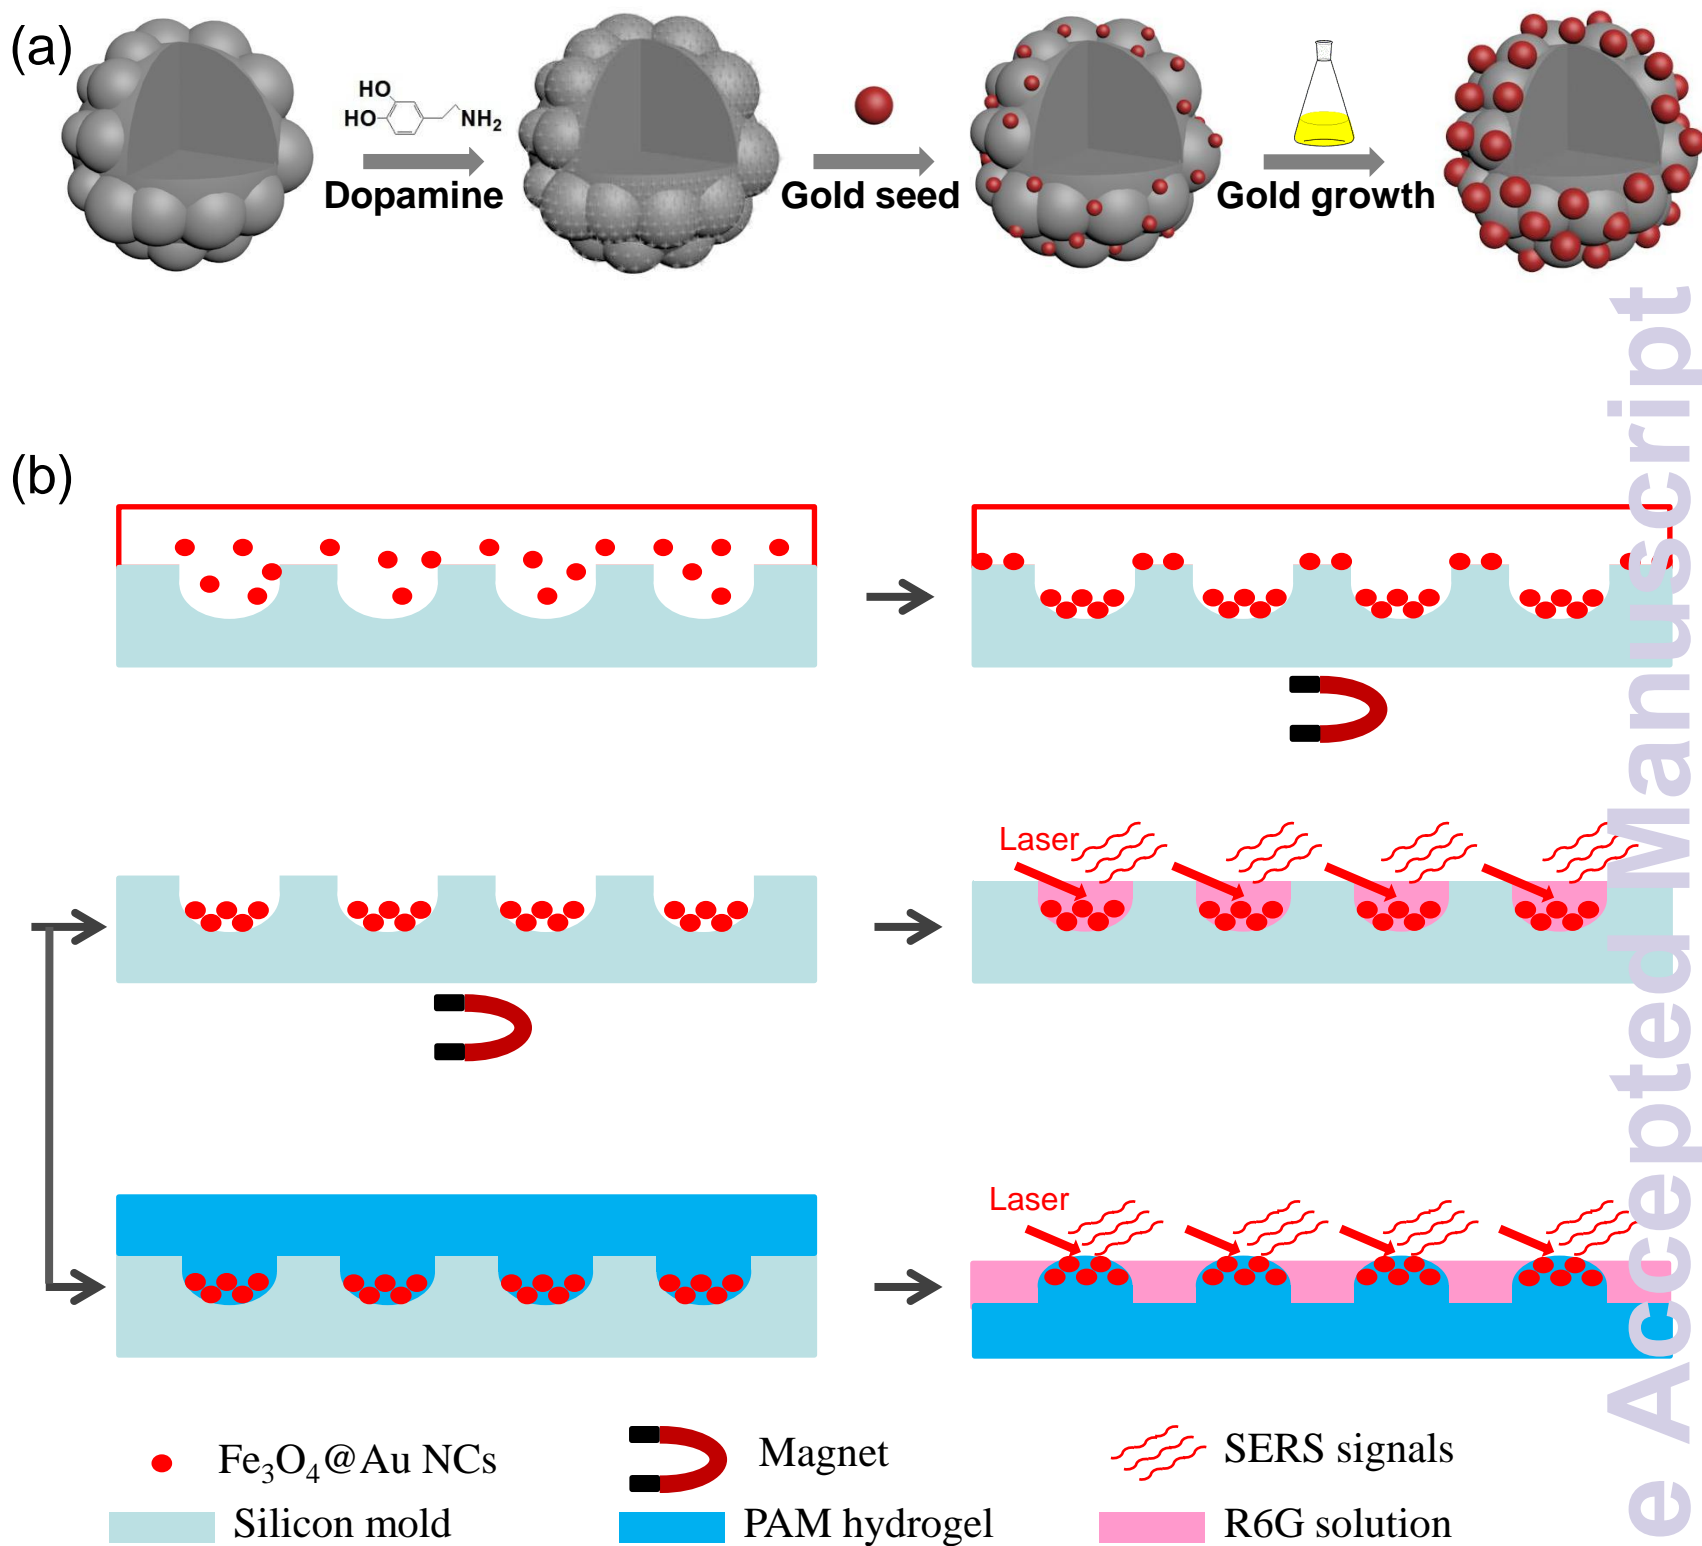 (a)
HO
HO
NH2
Dopamine
Gold seed
Gold growth
(b)
Laser
Laser
Fe3O4@Au NCs
Magnet
SERS signals
Silicon mold
PAM hydrogel
R6G solution
e Accepted Manuscript